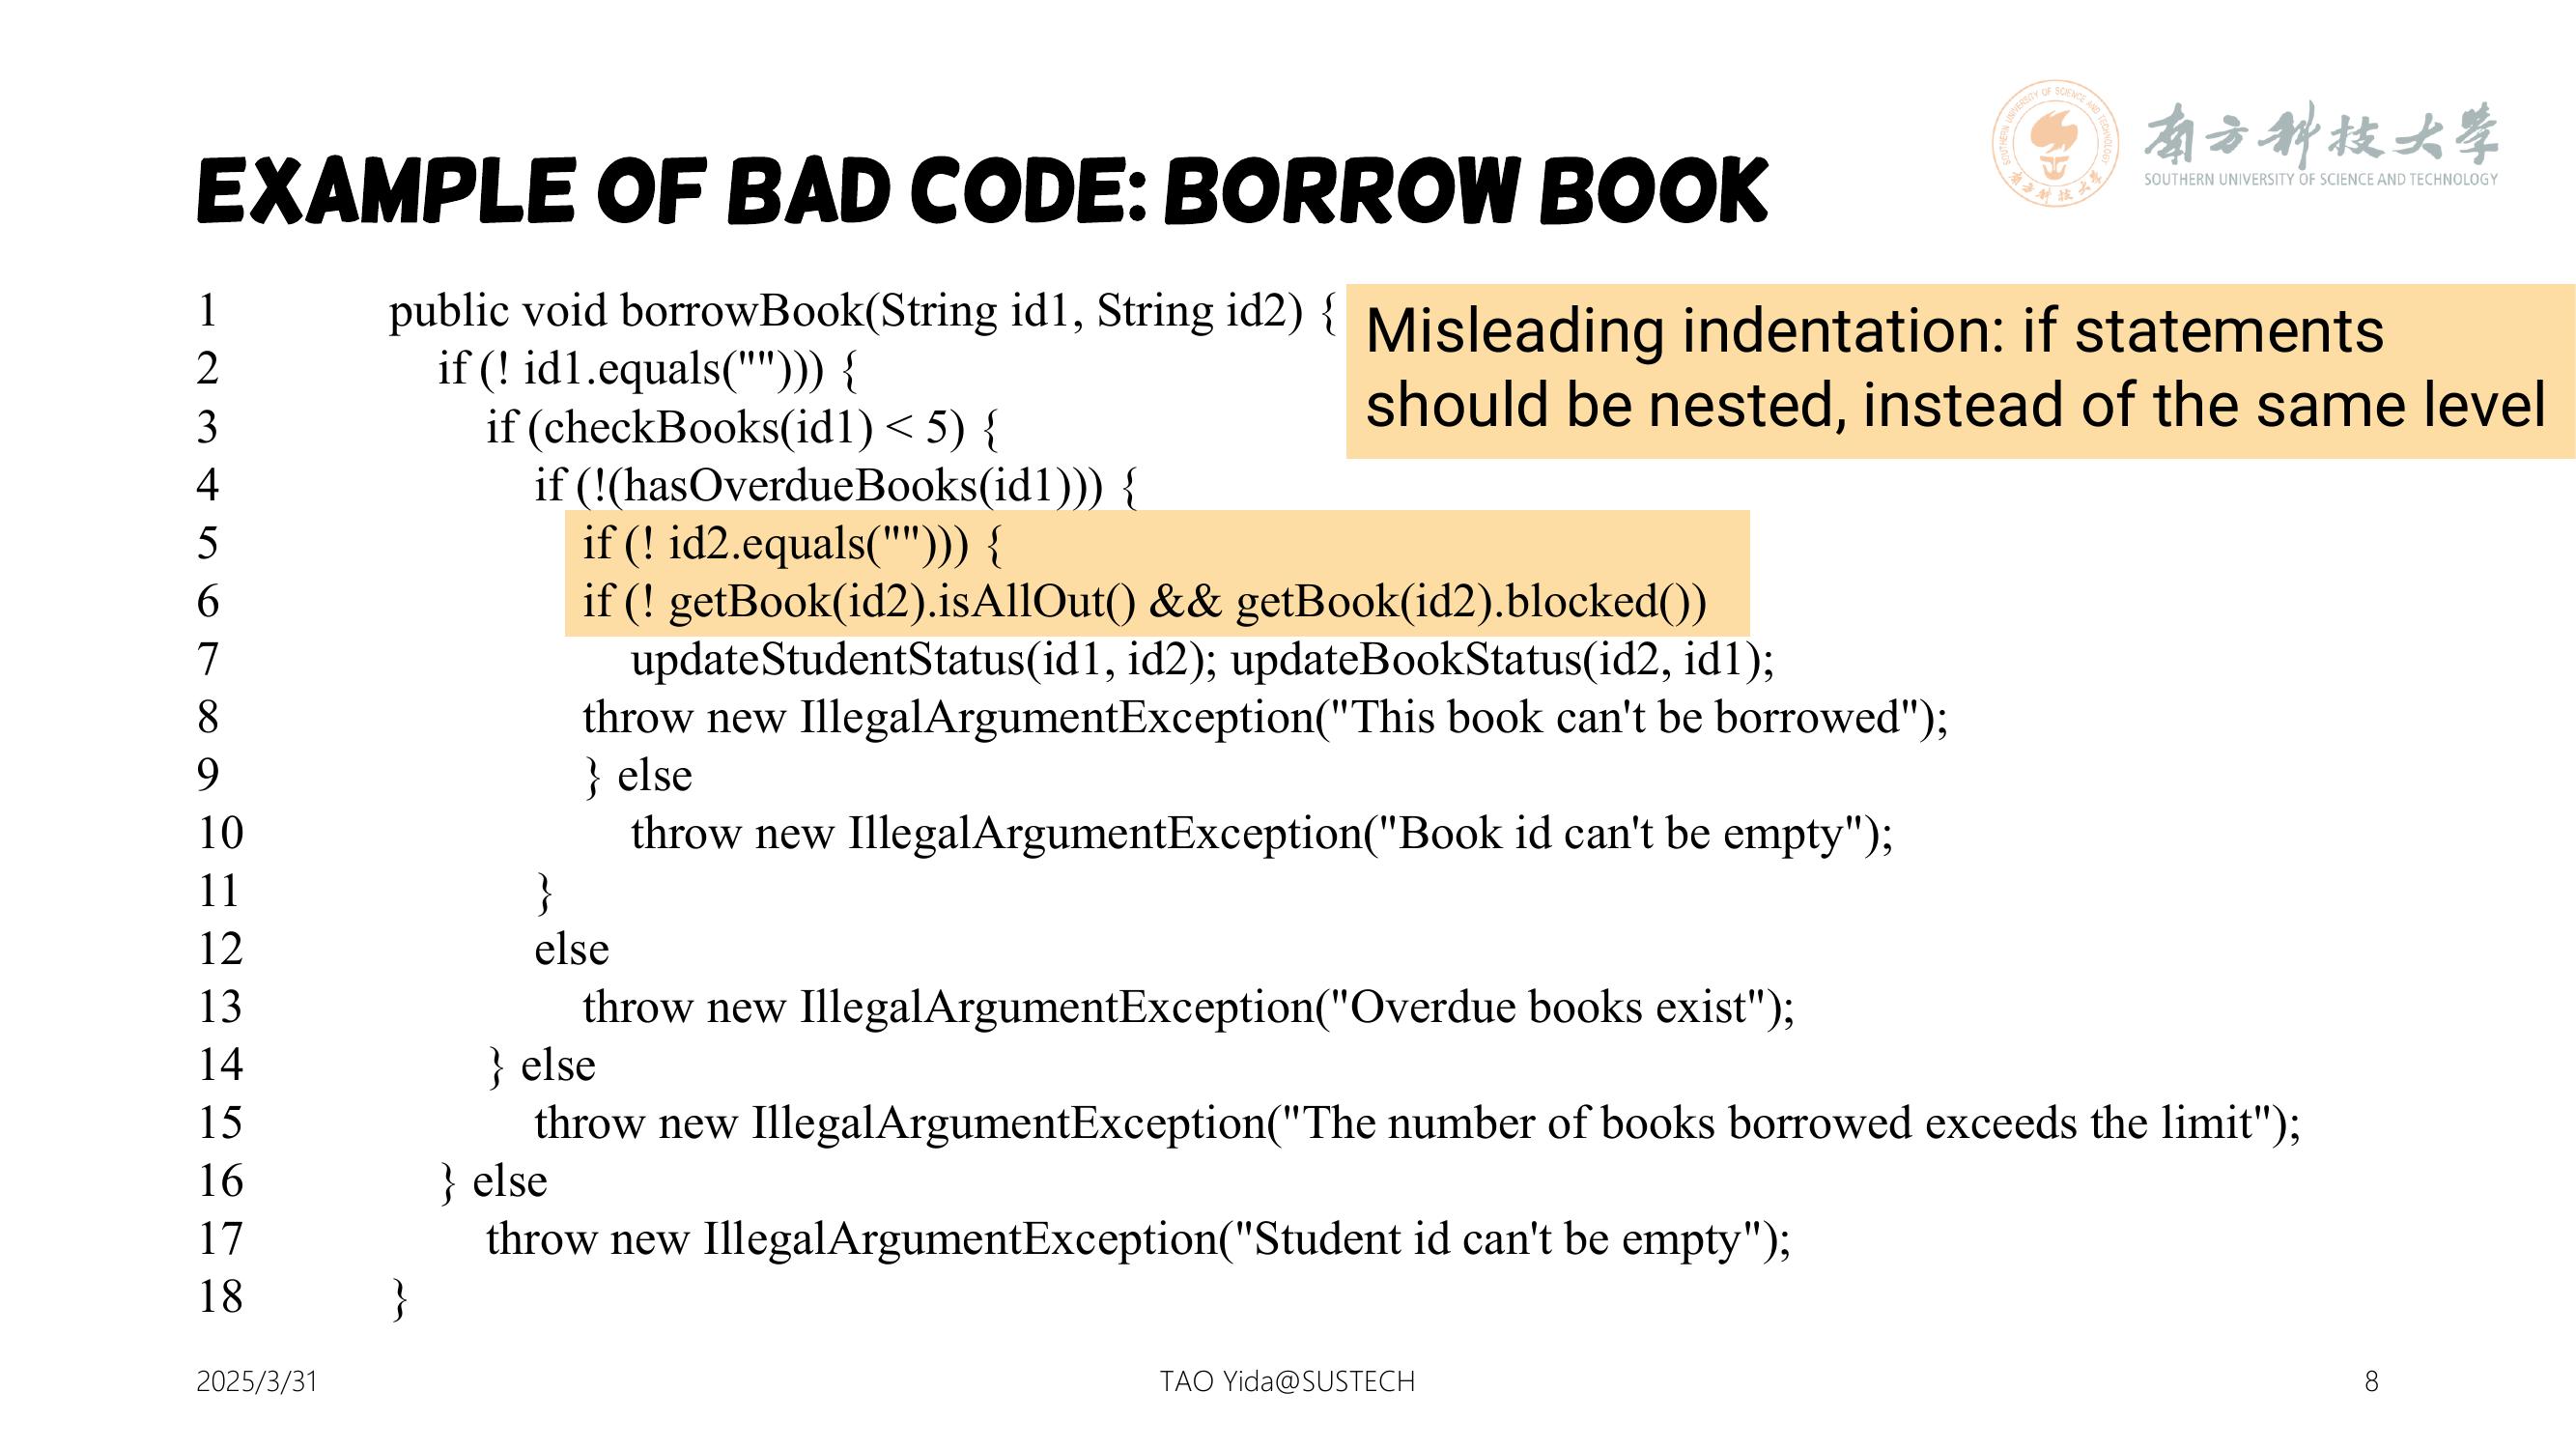 南方科技大学
SOUTHERN UNIVERSITY OF SCIENCE AND TECHNOLOGY
EXAMPLE OF BAD CODE: BORROW BOOK
Misleading indentation: if statements
should be nested, instead of the same level
1 public void borrowBook(String id1, String id2) {
2 if (! id1.equals(""))) {
3 if (checkBooks(id1) < 5) {
4 if (!(hasOverdueBooks(id1))) {
5 if (! id2.equals(""))) {
6 if (! getBook(id2).isAllOut() && getBook(id2).blocked())
7 updateStudentStatus(id1, id2); updateBookStatus(id2, id1);
8 throw new IllegalArgumentException("This book can't be borrowed");
9 } else
10 throw new IllegalArgumentException("Book id can't be empty");
11 }
12 else
13 throw new IllegalArgumentException("Overdue books exist");
14 } else
15 throw new IllegalArgumentException("The number of books borrowed exceeds the limit");
16 } else
17 throw new IllegalArgumentException("Student id can't be empty");
18 }
2025/3/31 TAO Yida@SUSTECH 8